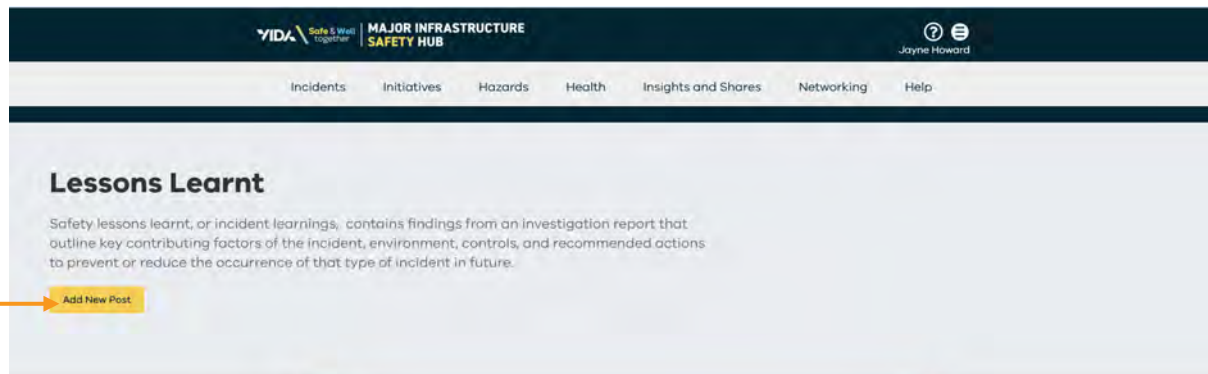 VIDA Safe & Well together MAJOR INFRASTRUCTURE SAFETY HUB
Jayne Howard
Incidents Initiatives Hazards Health Insights and Shares Networking Help
Lessons Learnt
Safety lessons learnt, or incident learnings, contains findings from an investigation report that
outline key contributing factors of the incident, environment, controls, and recommended actions
to prevent or reduce the occurrence of that type of incident in future.
Add New Post